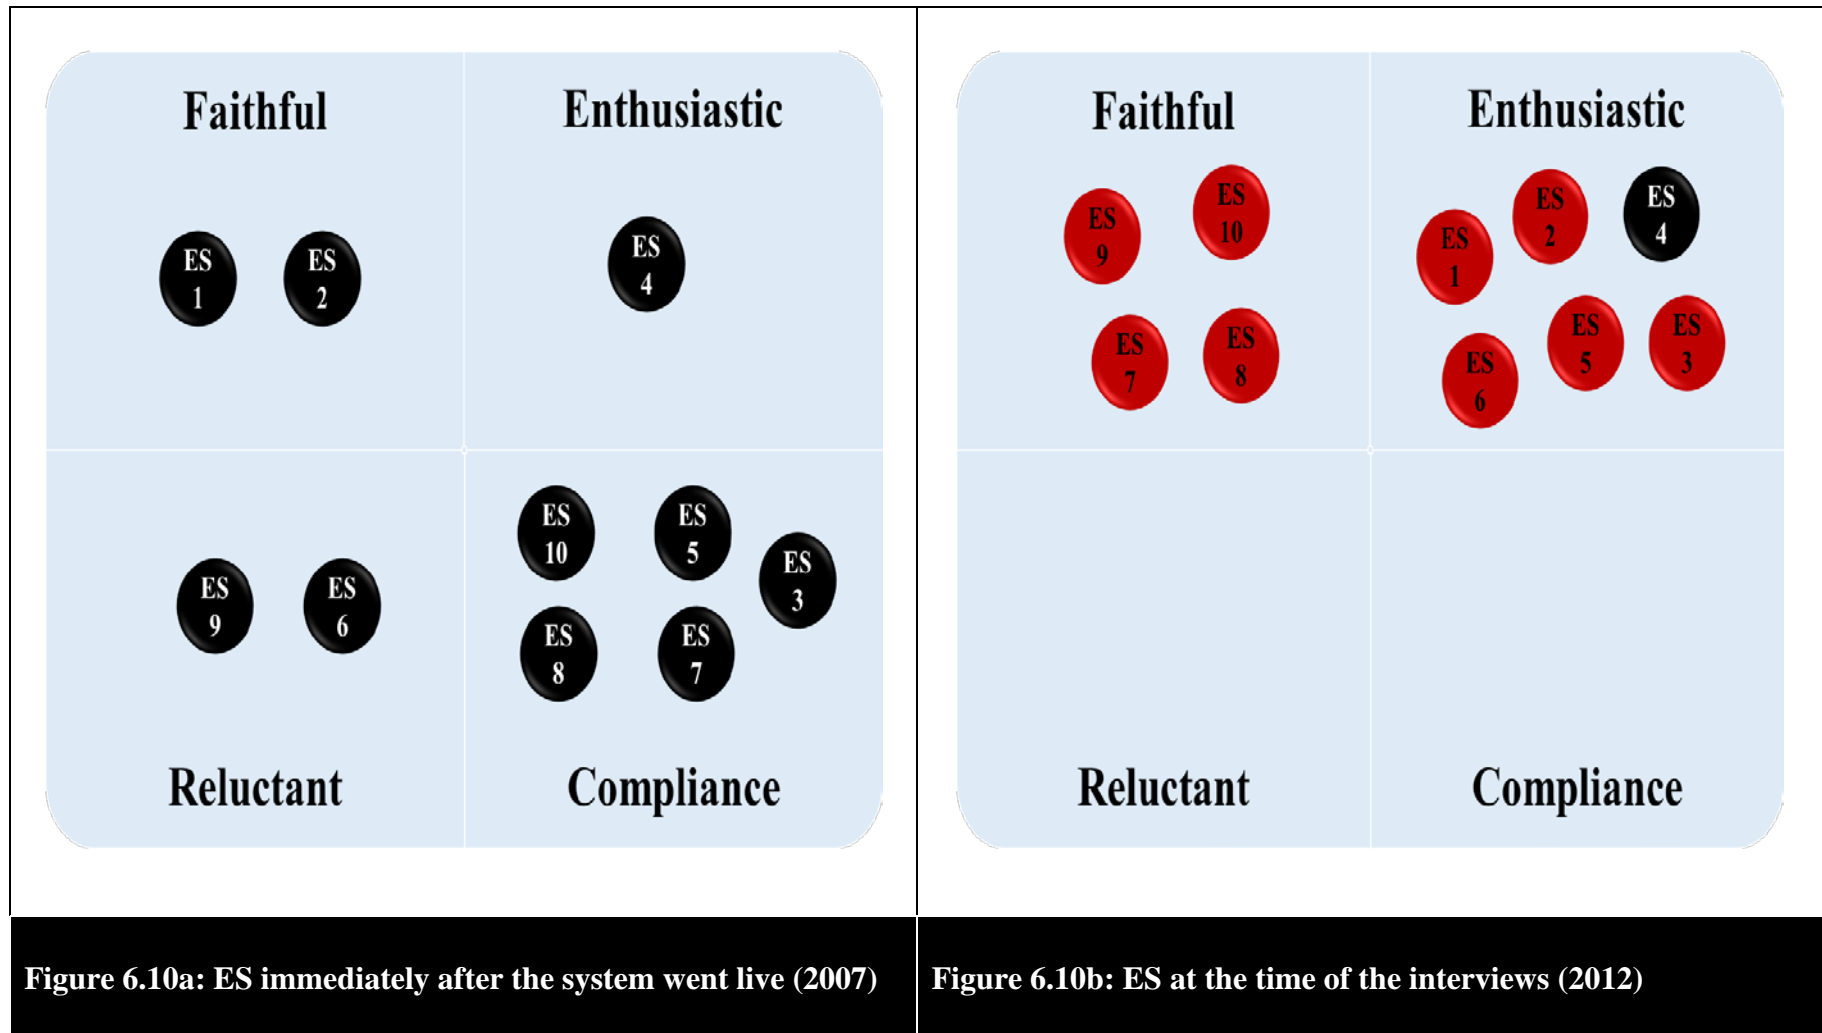 Faithful
Enthusiastic
ES
1
ES
2
ES
4
ES
9
ES
6
ES
10
ES
5
ES
3
ES
8
ES
7
Reluctant
Compliance
Figure 6.10a: ES immediately after the system went live (2007)
Faithful
Enthusiastic
ES
9
ES
10
ES
7
ES
8
ES
1
ES
2
ES
4
ES
6
ES
5
ES
3
Reluctant
Compliance
Figure 6.10b: ES at the time of the interviews (2012)